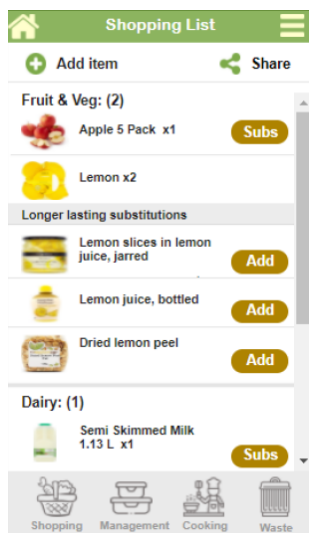 Shopping List
Add item
Share
Fruit & Veg: (2)
Apple 5 Pack x1
Subs
Lemon x2
Longer lasting substitutions
Lemon slices in lemon
juice, jarred
Add
Lemon juice, bottled
Add
Dried lemon peel
Add
Dairy: (1)
Semi Skimmed Milk
1.13 L x1
Subs
Shopping
Management
Cooking
Waste